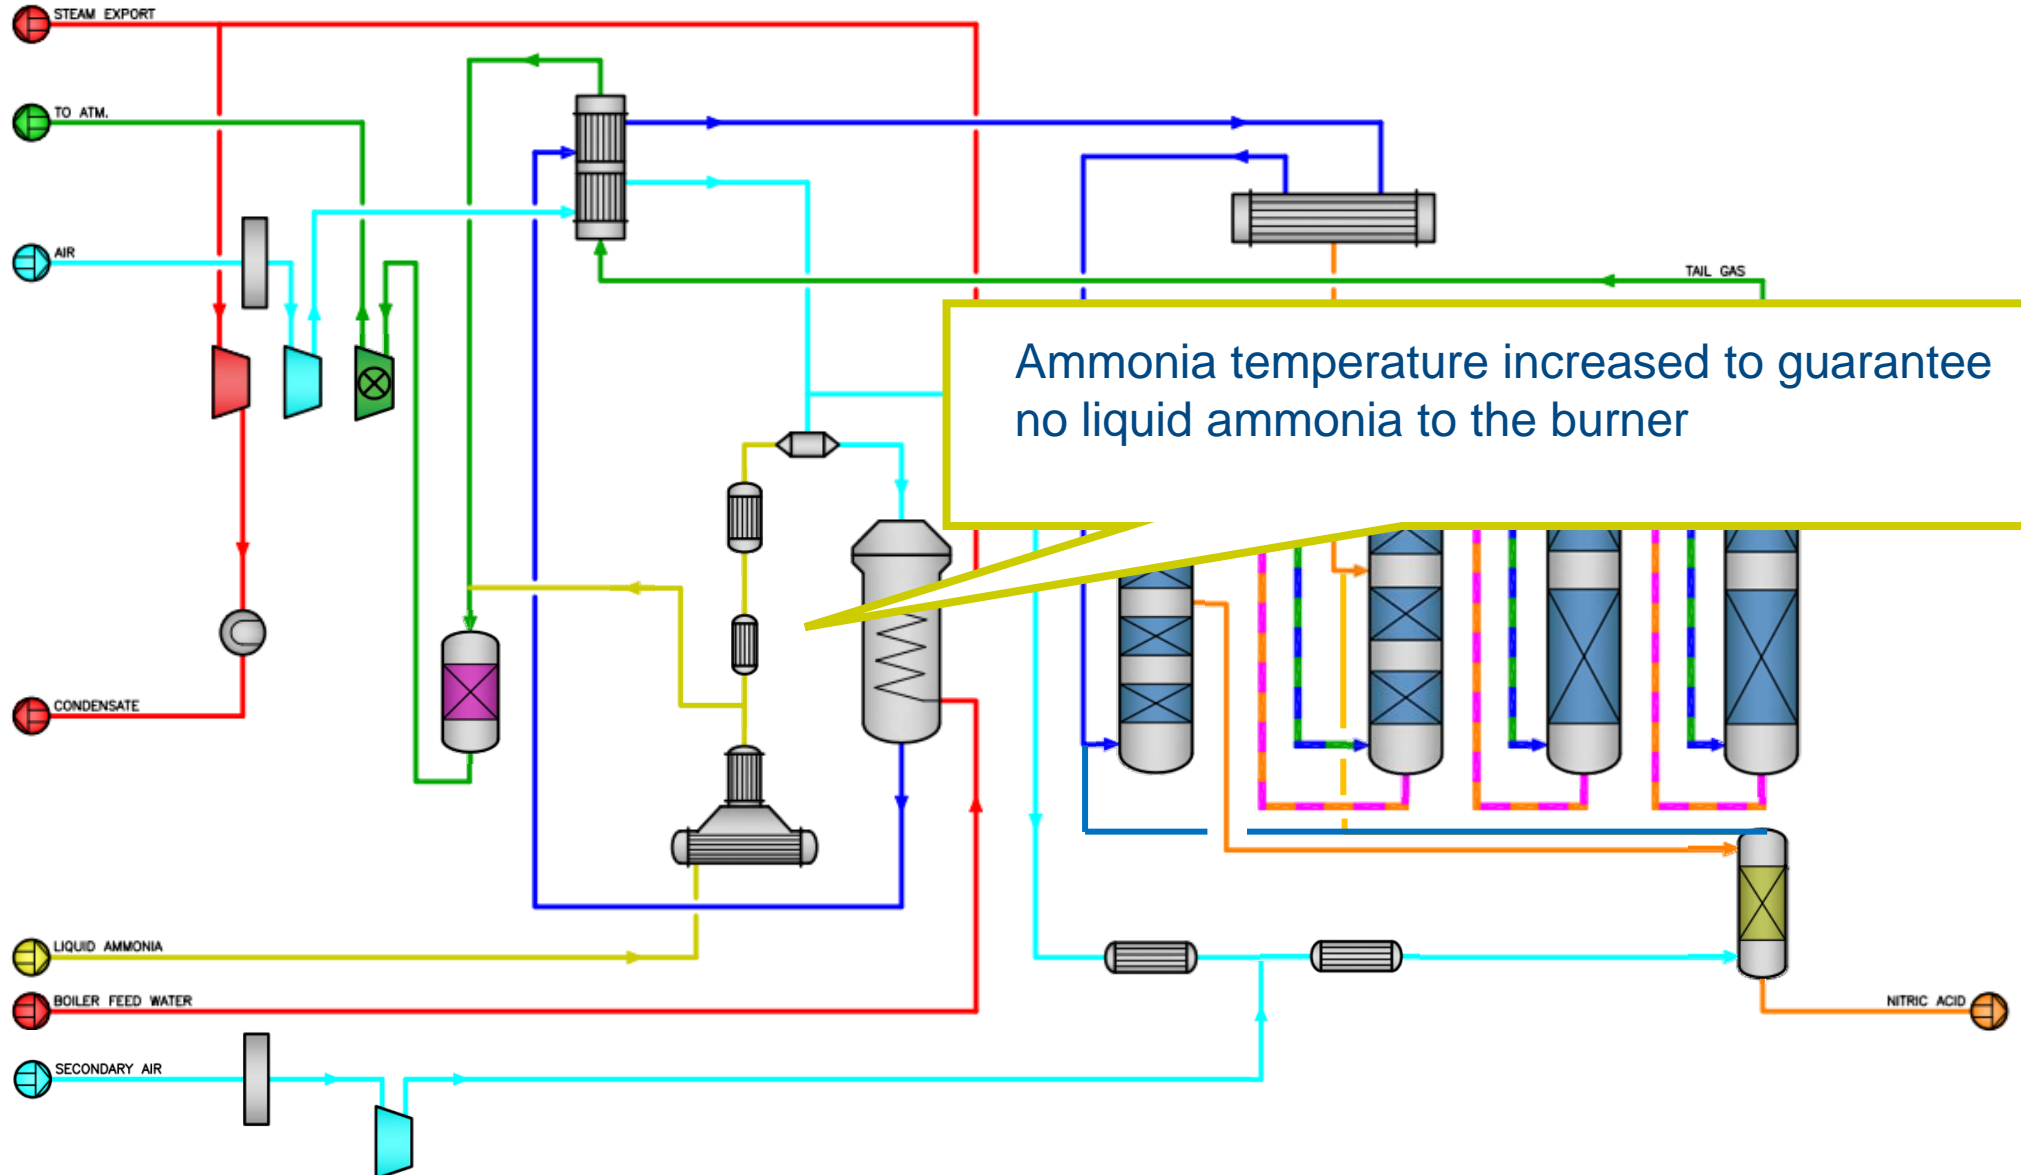 STEAM EXPORT
TO ATM.
AIR
TAIL GAS
Ammonia temperature increased to guarantee
no liquid ammonia to the burner
CONDENSATE
LIQUID AMMONIA
BOILER FEED WATER
NITRIC ACID
SECONDARY AIR